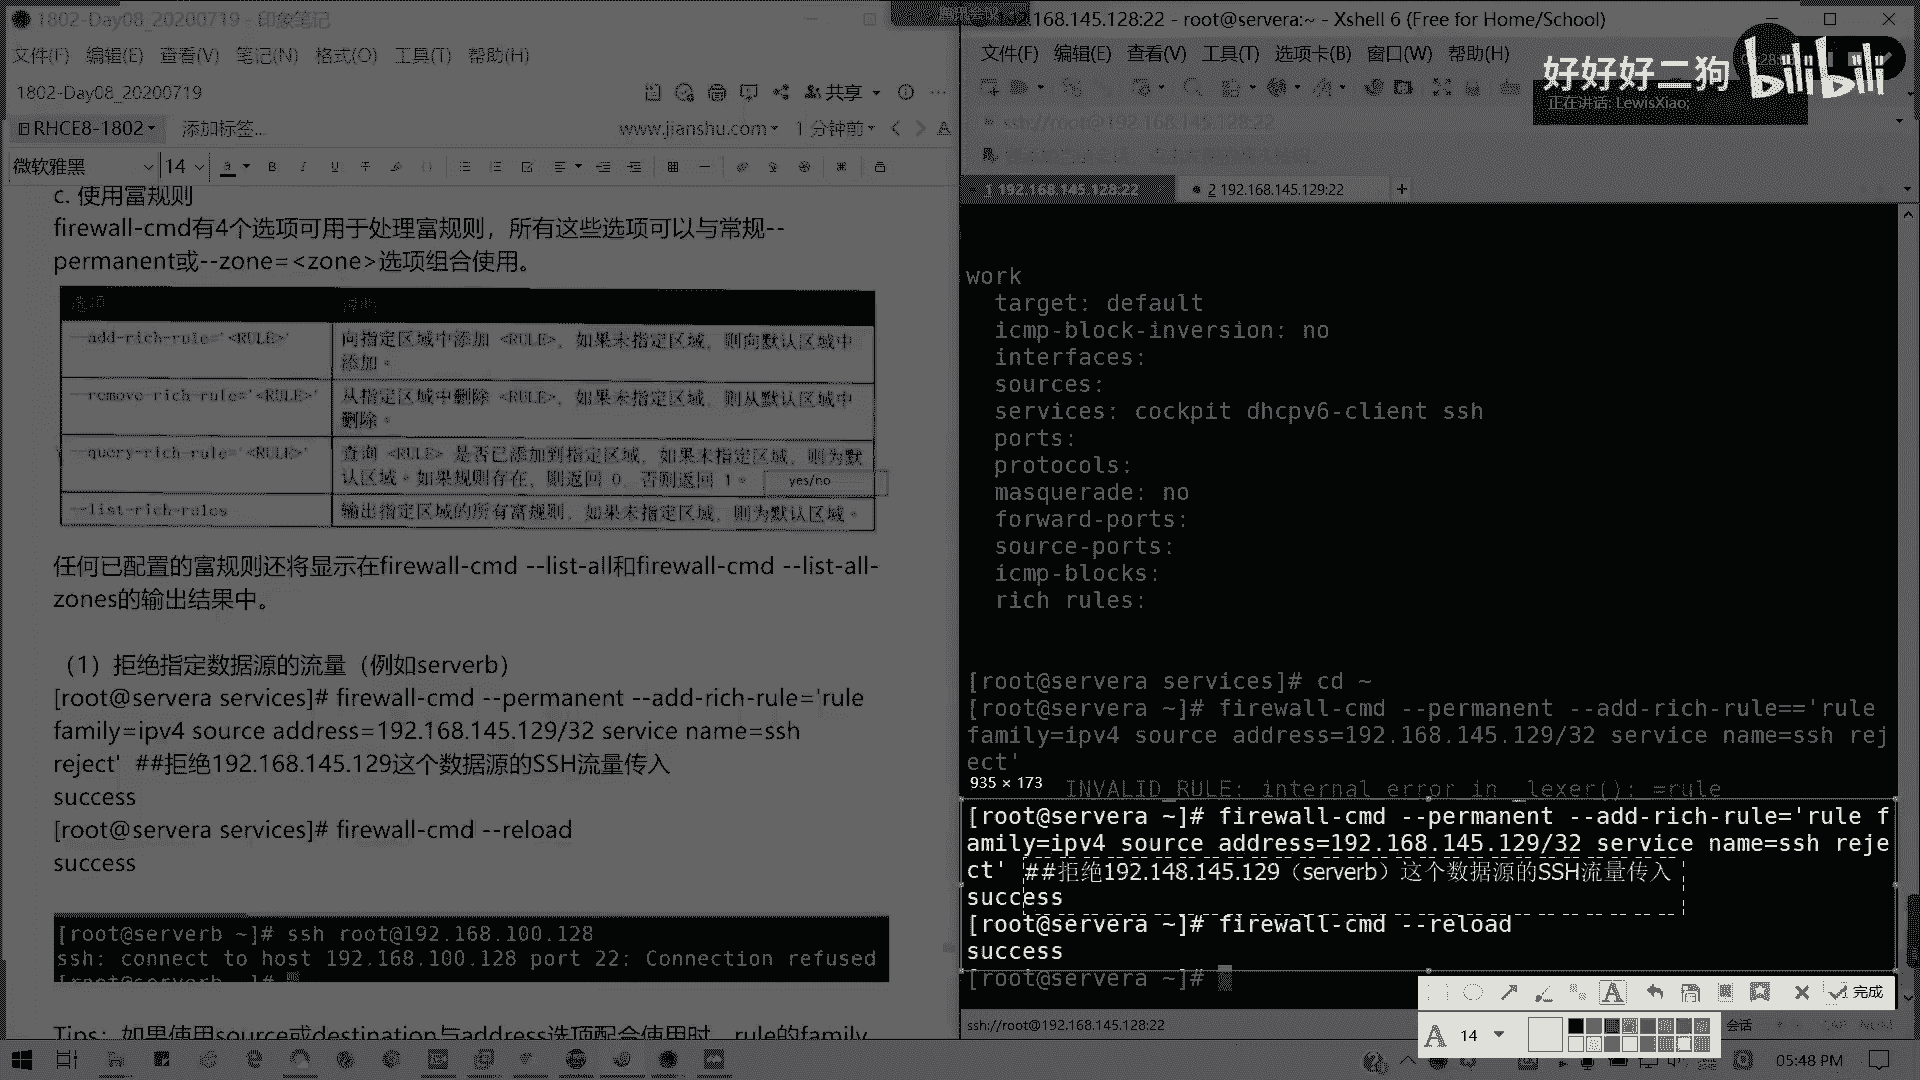 1802-Day08_20200719 - 印象笔记
文件(F) 编辑(E) 查看(V) 笔记(N) 格式(O) 工具(T) 帮助(H)
1802-Day08_20200719
共享
RHCE8-1802
添加标签...
www.jianshu.com
1 分钟前
微软雅黑
14
c. 使用富规则
firewall-cmd有4个选项可用于处理富规则，所有这些选项可以与常规--
permanent或--zone=<zone>选项组合使用。
--add-rich-rule='<RULE>'
向指定区域中添加 <RULE>，如果未指定区域，则向默认区域中
添加。
--remove-rich-rule='<RULE>'
从指定区域中删除 <RULE>，如果未指定区域，则从默认区域中
删除。
--query-rich-rule='<RULE>'
查询 <RULE> 是否已添加到指定区域，如果未指定区域，则为默
认区域。如果规则存在，则返回 0，否则返回 1。
yes/no
--list-rich-rules
输出指定区域的所有富规则，如果未指定区域，则为默认区域。
任何已配置的富规则还将显示在firewall-cmd --list-all和firewall-cmd --list-all-
zones的输出结果中。
（1）拒绝指定数据源的流量（例如serverb）
[root@servera services]# firewall-cmd --permanent --add-rich-rule='rule
family=ipv4 source address=192.168.145.129/32 service name=ssh
reject' ##拒绝192.168.145.129这个数据源的SSH流量传入
success
[root@servera services]# firewall-cmd --reload
success
[root@serverb ~]# ssh root@192.168.100.128
ssh: connect to host 192.168.100.128 port 22: Connection refused
[root@serverb ~]#
Tips：如果使用source或destination与address选项配合使用时，rule的family
192.168.145.128:22 - root@servera:~ - Xshell 6 (Free for Home/School)
文件(F) 编辑(E) 查看(V) 工具(T) 选项卡(B) 窗口(W) 帮助(H)
好好好二狗
bilibili
正在讲话: LewisXiao;
ssh://root@192.168.145.128:22
1 192.168.145.128:22
2 192.168.145.129:22
+
work
target: default
icmp-block-inversion: no
interfaces:
sources:
services: cockpit dhcpv6-client ssh
ports:
protocols:
masquerade: no
forward-ports:
source-ports:
icmp-blocks:
rich rules:
[root@servera services]# cd ~
[root@servera ~]# firewall-cmd --permanent --add-rich-rule=='rule
family=ipv4 source address=192.168.145.129/32 service name=ssh rej
ect'
935 × 173
INVALID_RULE: internal error in _lexer(): =rule
[root@servera ~]# firewall-cmd --permanent --add-rich-rule='rule f
amily=ipv4 source address=192.168.145.129/32 service name=ssh reje
ct' ##拒绝192.148.145.129（serverb）这个数据源的SSH流量传入
success
[root@servera ~]# firewall-cmd --reload
success
[root@servera ~]#
完成
ssh://root@192.168.145.128:22
A 14
会话
05:48 PM